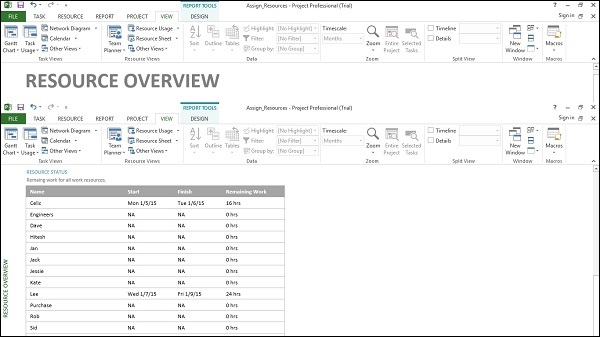 REPORT TOOLS Assign_Resources - Project Professional (Trial)
FILE TASK RESOURCE REPORT PROJECT VIEW DESIGN Sign in
Gantt Chart Task Usage Network Diagram Calendar Other Views Team Planner Resource Usage Resource Sheet Other Views Sort Outline Tables Highlight: [No Highlight] Filter: [No Filter] Group by: [No Group] Timescale: Months Zoom Entire Project Selected Tasks Timeline Details New Window Macros
Task Views Resource Views Data Zoom Split View Window Macros
RESOURCE OVERVIEW
REPORT TOOLS Assign_Resources - Project Professional (Trial)
FILE TASK RESOURCE REPORT PROJECT VIEW DESIGN Sign in
Gantt Chart Task Usage Network Diagram Calendar Other Views Team Planner Resource Usage Resource Sheet Other Views Sort Outline Tables Highlight: [No Highlight] Filter: [No Filter] Group by: [No Group] Timescale: Months Zoom Entire Project Selected Tasks Timeline Details New Window Macros
Task Views Resource Views Data Zoom Split View Window Macros
RESOURCE STATUS
Remaing work for all work resources.
Name Start Finish Remaining Work
Celic Mon 1/5/15 Tue 1/6/15 16 hrs
Engineers NA NA 0 hrs
Dave NA NA 0 hrs
Hitesh NA NA 0 hrs
Jan NA NA 0 hrs
Jack NA NA 0 hrs
Jessie NA NA 0 hrs
Kate NA NA 0 hrs
Lee Wed 1/7/15 Fri 1/9/15 24 hrs
Purchase NA NA 0 hrs
Rob NA NA 0 hrs
Sid NA NA 0 hrs
RESOURCE OVERVIEW